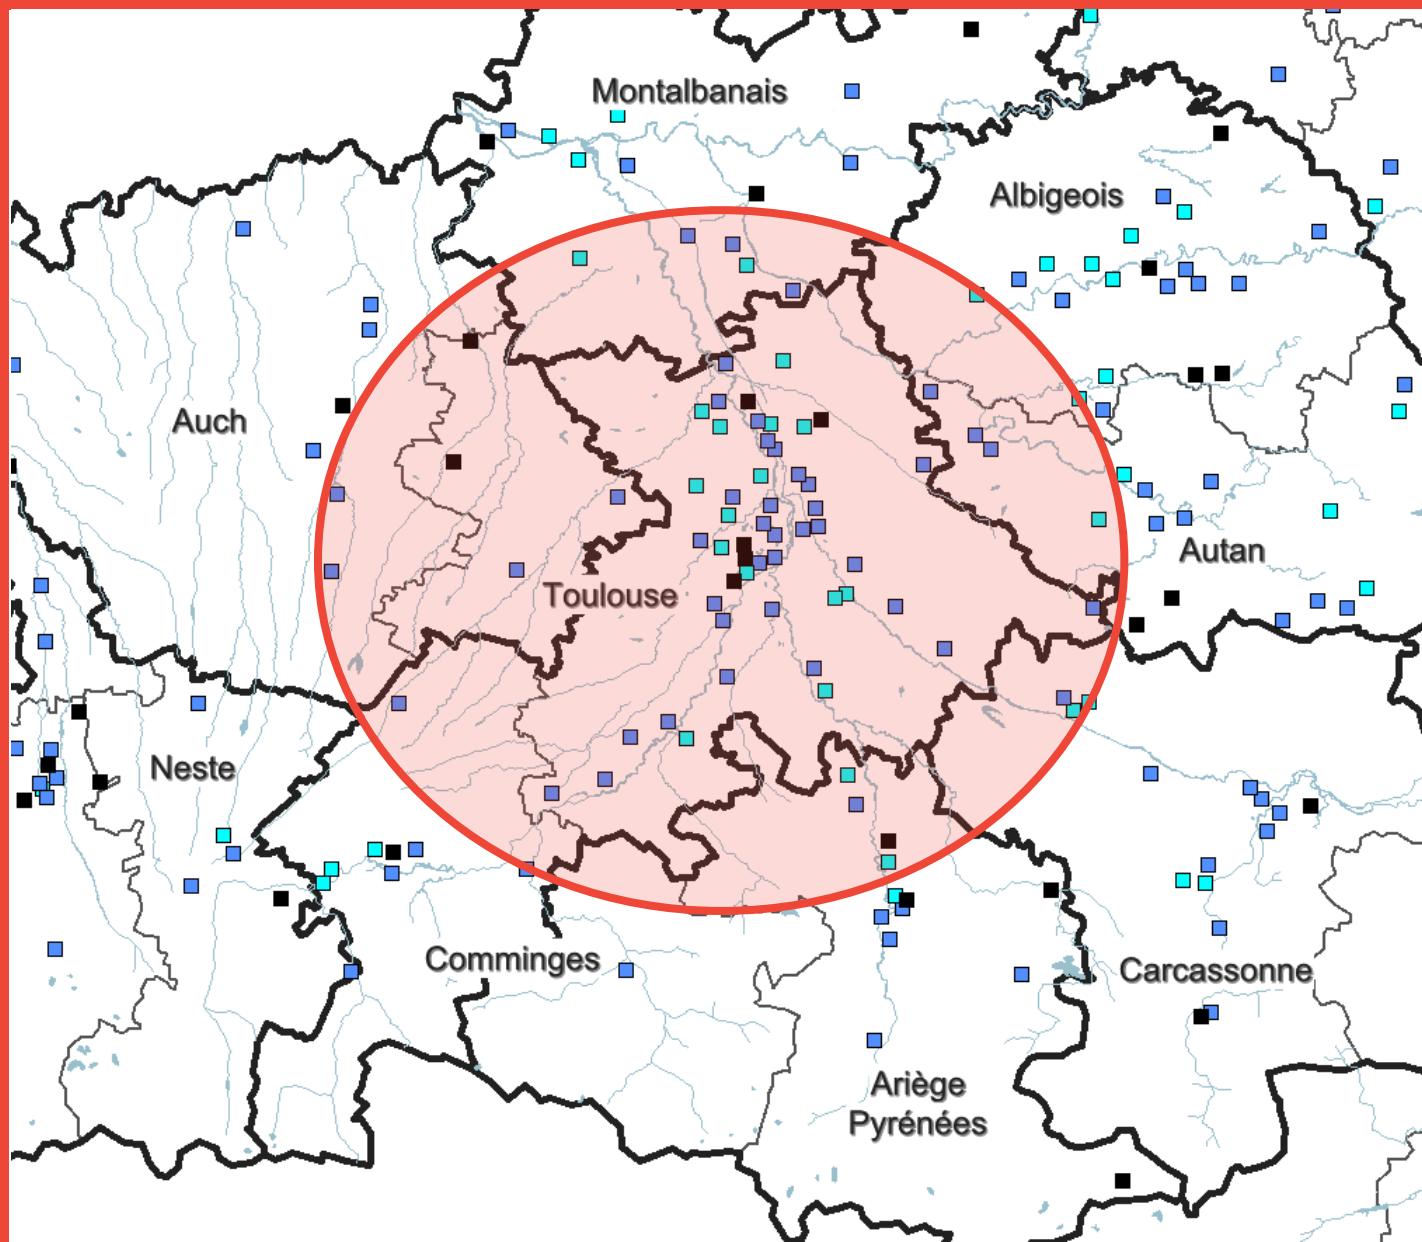 Montalbanais
Albigeois
Auch
Autan
Toulouse
Neste
Comminges
Carcassonne
Ariège
Pyrénées